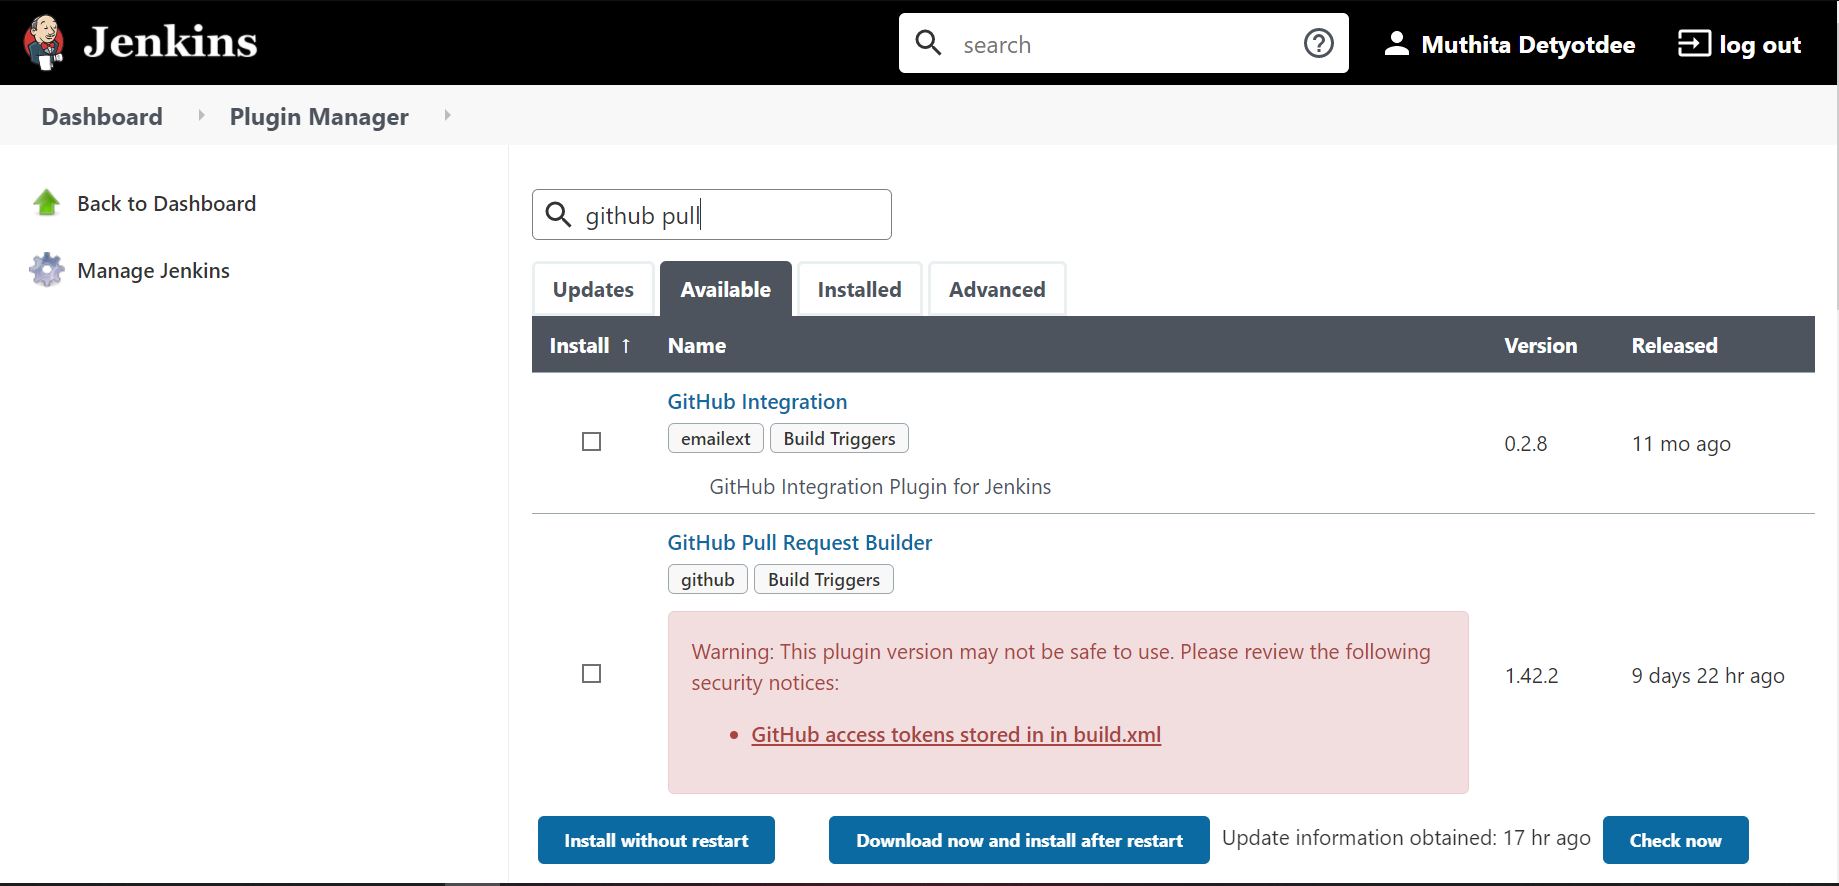 Jenkins
search
Muthita Detyotdee
log out
Dashboard
Plugin Manager
Back to Dashboard
Manage Jenkins
github pull
Updates
Available
Installed
Advanced
Install ↑ Name Version Released
GitHub Integration
emailext Build Triggers
0.2.8 11 mo ago
GitHub Integration Plugin for Jenkins
GitHub Pull Request Builder
github Build Triggers
Warning: This plugin version may not be safe to use. Please review the following
security notices:
1.42.2 9 days 22 hr ago
• GitHub access tokens stored in in build.xml
Install without restart
Download now and install after restart
Update information obtained: 17 hr ago
Check now